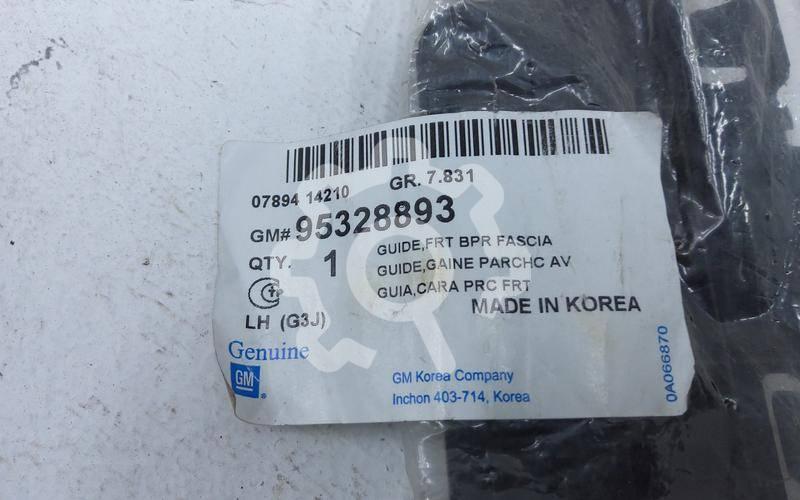 07894 14210 GR. 7.831
GM# 95328893
QTY. 1
GUIDE,FRT BPR FASCIA
GUIDE,GAINE PARCHC AV
GUIA,CARA PRC FRT
LH (G3J)
MADE IN KOREA
Genuine
GM
GM Korea Company
Inchon 403-714, Korea
0A066870